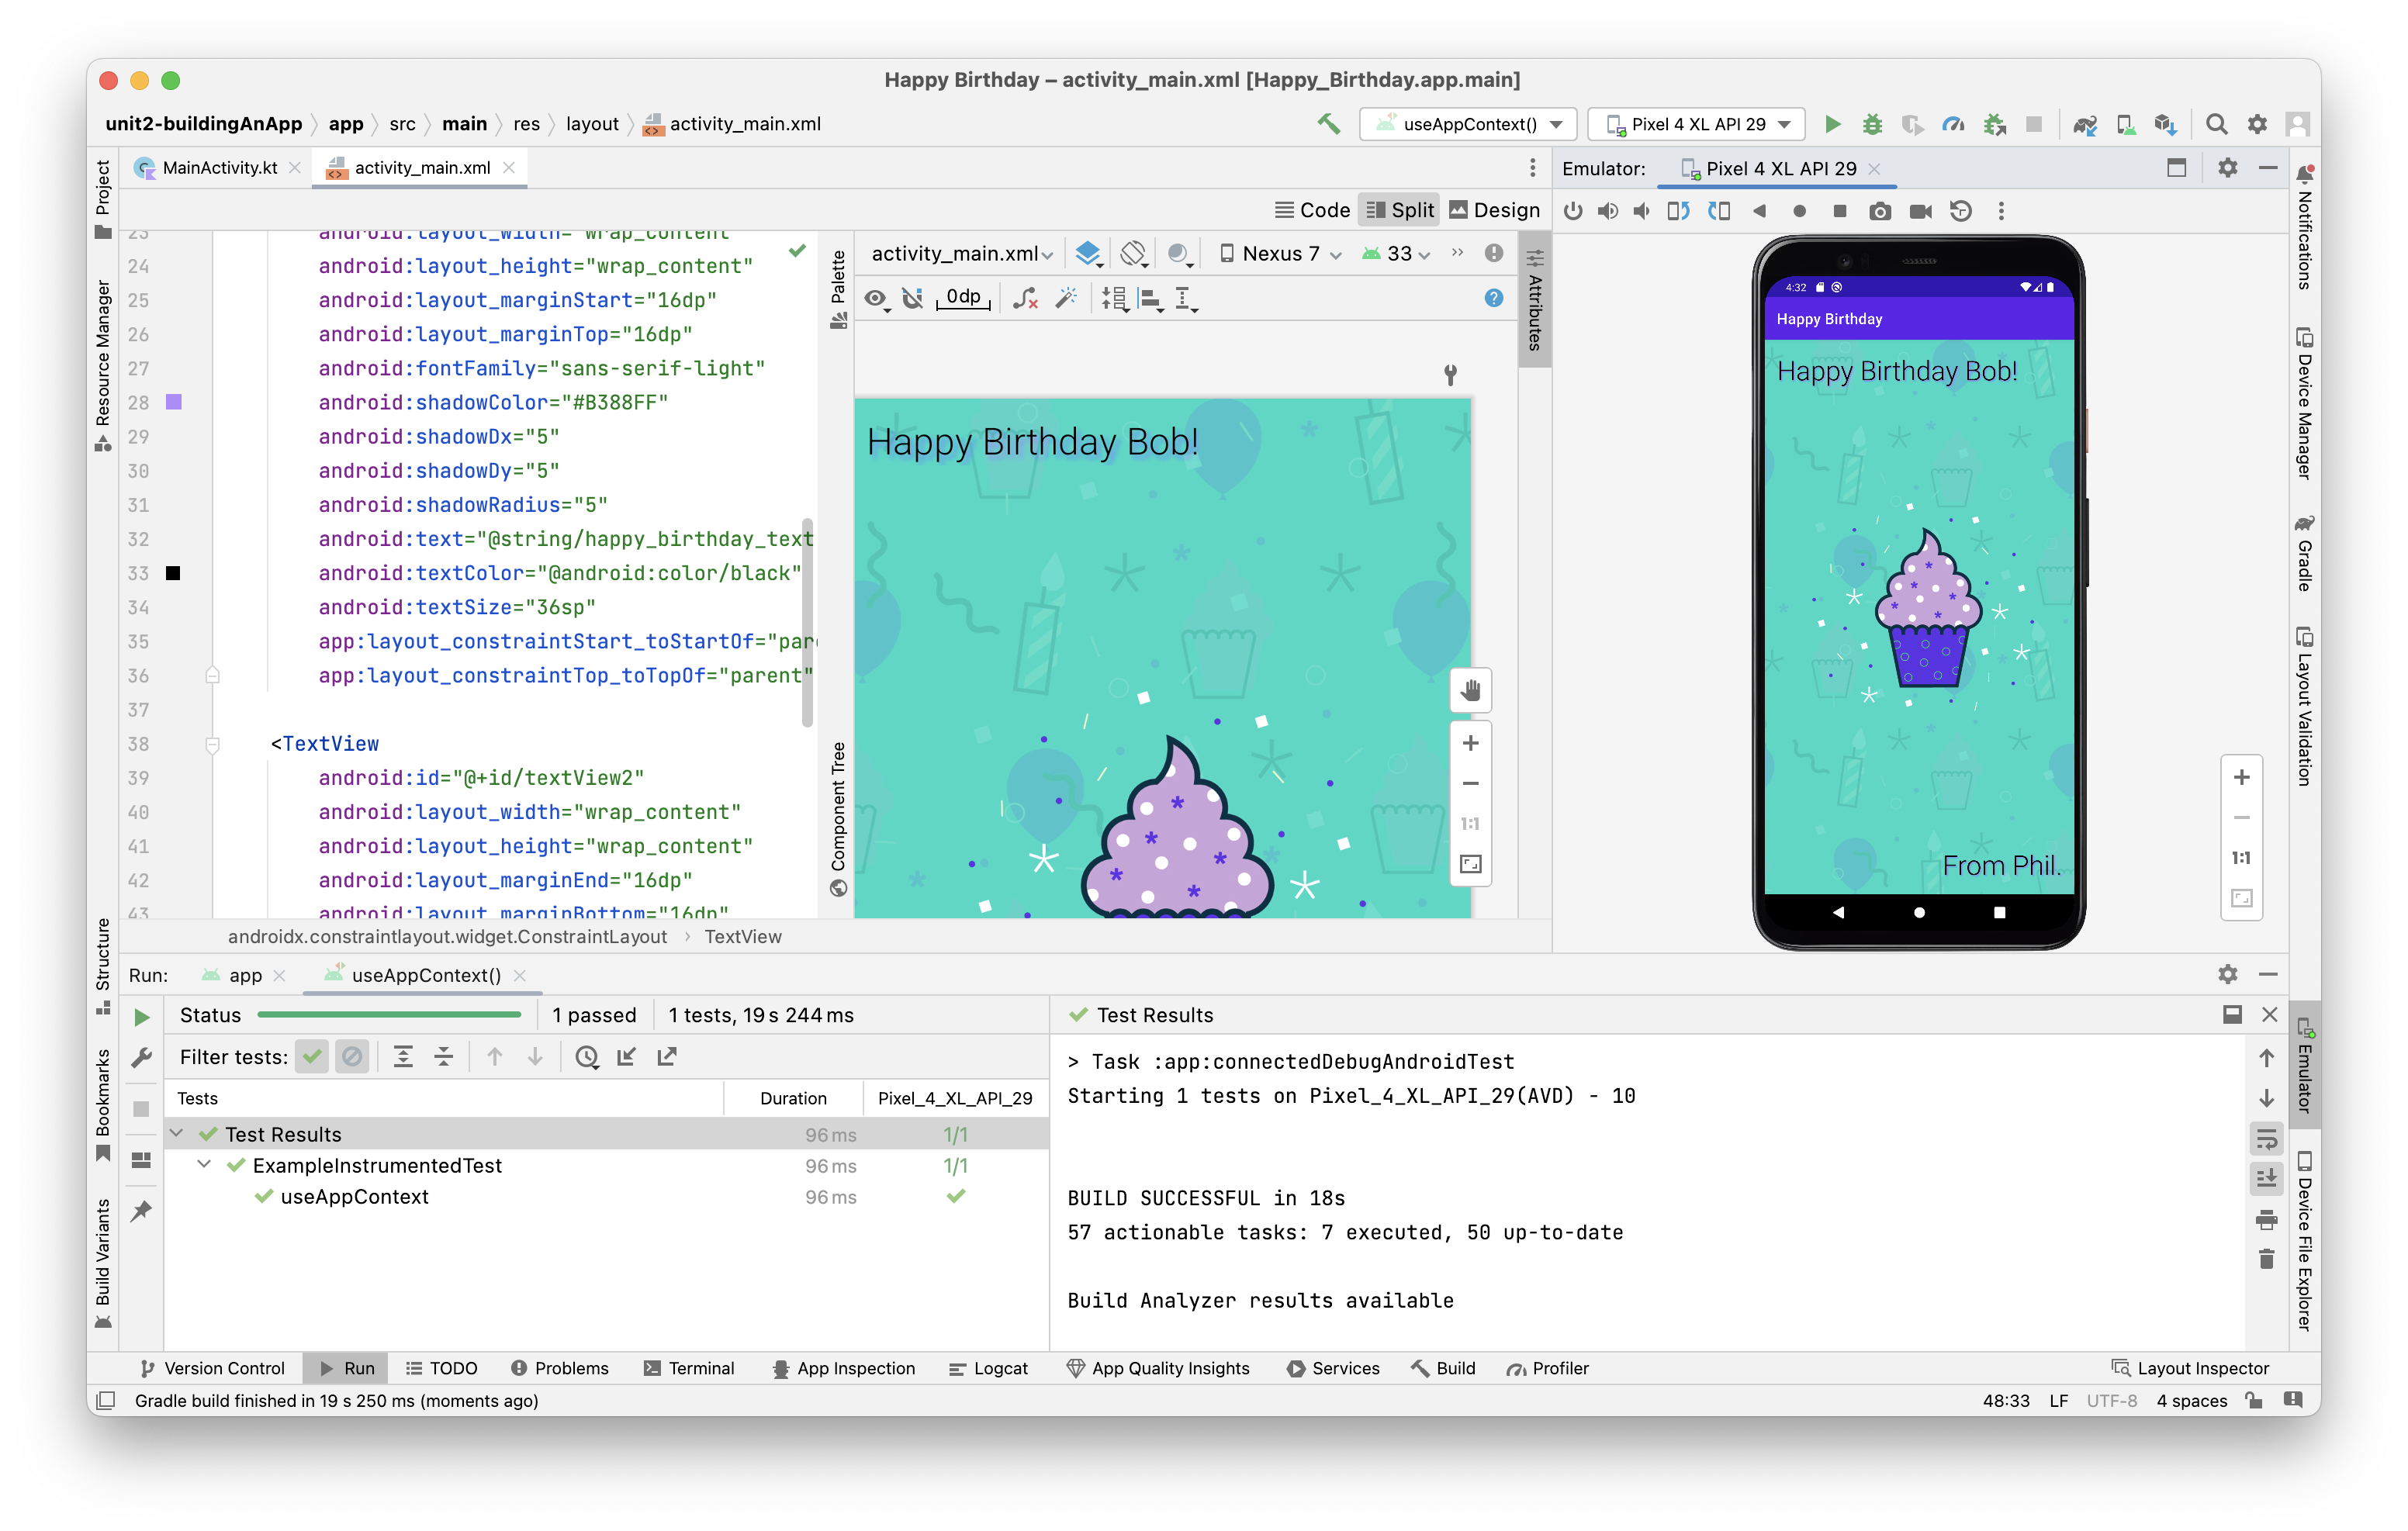 Happy Birthday – activity_main.xml [Happy_Birthday.app.main]
unit2-buildingAnApp app src main res layout activity_main.xml
useAppContext() Pixel 4 XL API 29
Project
Resource Manager
Structure
Bookmarks
Build Variants
MainActivity.kt activity_main.xml
Code Split Design
23 android:layout_width="wrap_content"
24 android:layout_height="wrap_content"
25 android:layout_marginStart="16dp"
26 android:layout_marginTop="16dp"
27 android:fontFamily="sans-serif-light"
28 android:shadowColor="#B388FF"
29 android:shadowDx="5"
30 android:shadowDy="5"
31 android:shadowRadius="5"
32 android:text="@string/happy_birthday_text
33 android:textColor="@android:color/black"
34 android:textSize="36sp"
35 app:layout_constraintStart_toStartOf="par
36 app:layout_constraintTop_toTopOf="parent"
37
38 <TextView
39 android:id="@+id/textView2"
40 android:layout_width="wrap_content"
41 android:layout_height="wrap_content"
42 android:layout_marginEnd="16dp"
43 android:layout_marginBottom="16dp"
androidx.constraintlayout.widget.ConstraintLayout › TextView
Palette
Component Tree
activity_main.xml Nexus 7 33 »
0dp
Happy Birthday Bob!
1:1
Attributes
Emulator: Pixel 4 XL API 29
4:32
Happy Birthday
Happy Birthday Bob!
From Phil.
1:1
Notifications
Device Manager
Gradle
Layout Validation
Emulator
Device File Explorer
Run: app useAppContext()
Status 1 passed 1 tests, 19 s 244 ms
Filter tests:
Tests Duration Pixel_4_XL_API_29
Test Results 96 ms 1/1
ExampleInstrumentedTest 96 ms 1/1
useAppContext 96 ms
Test Results
> Task :app:connectedDebugAndroidTest
Starting 1 tests on Pixel_4_XL_API_29(AVD) - 10
BUILD SUCCESSFUL in 18s
57 actionable tasks: 7 executed, 50 up-to-date
Build Analyzer results available
Version Control Run TODO Problems Terminal App Inspection Logcat App Quality Insights Services Build Profiler Layout Inspector
Gradle build finished in 19 s 250 ms (moments ago) 48:33 LF UTF-8 4 spaces